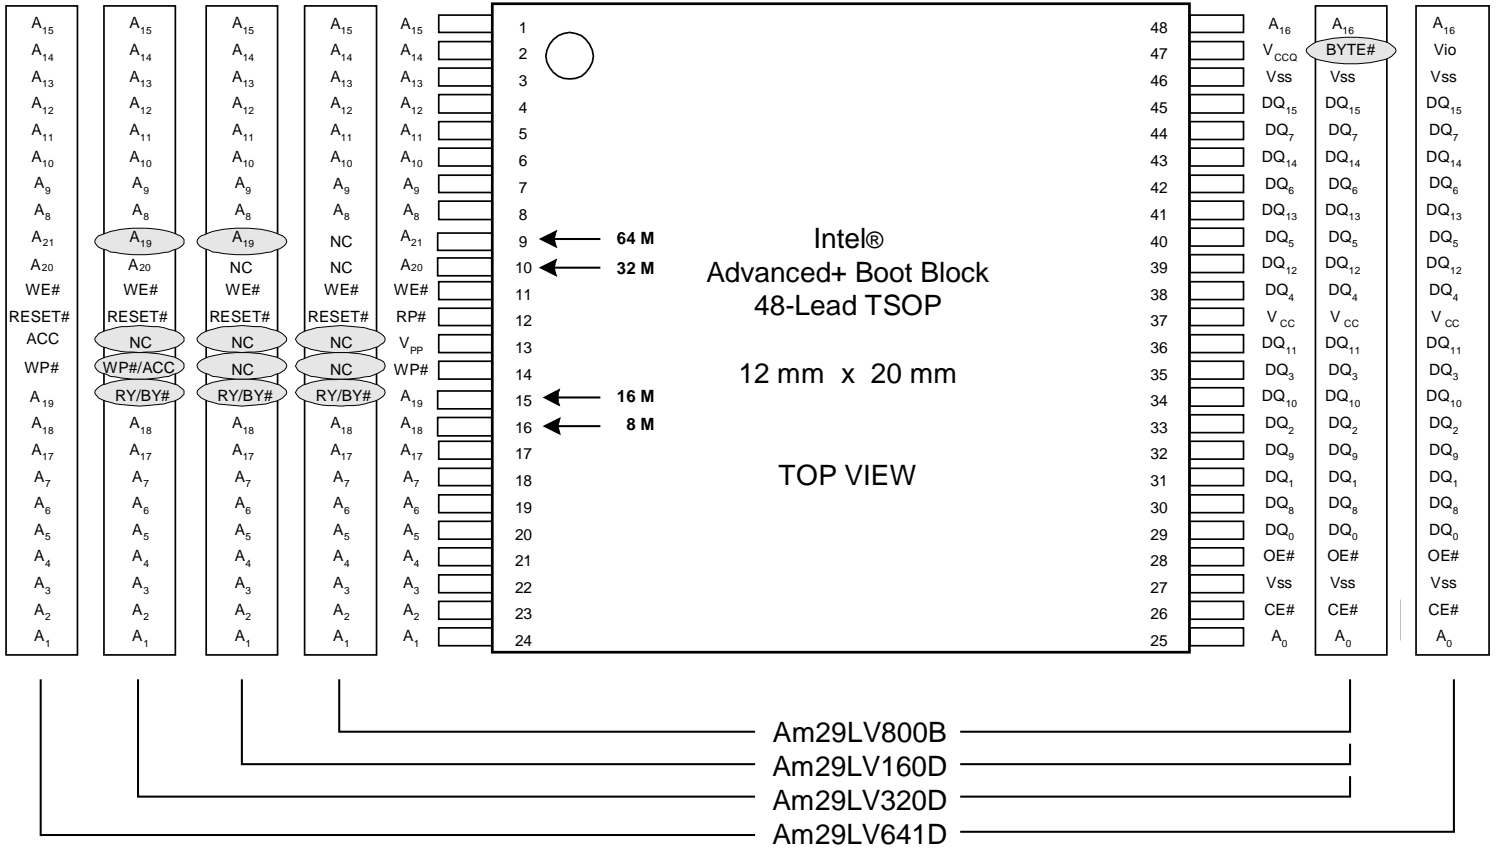 A15 A15 A15 A15 A15 1 48 A16 A16 A16
A14 A14 A14 A14 A14 2 47 VCCQ BYTE# Vio
A13 A13 A13 A13 A13 3 46 Vss Vss Vss
A12 A12 A12 A12 A12 4 45 DQ15 DQ15 DQ15
A11 A11 A11 A11 A11 5 44 DQ7 DQ7 DQ7
A10 A10 A10 A10 A10 6 43 DQ14 DQ14 DQ14
A9 A9 A9 A9 A9 7 42 DQ6 DQ6 DQ6
A8 A8 A8 A8 A8 8 41 DQ13 DQ13 DQ13
A21 A19 A19 NC A21 9 64 M Intel® 40 DQ5 DQ5 DQ5
A20 A20 NC NC A20 10 32 M Advanced+ Boot Block 39 DQ12 DQ12 DQ12
WE# WE# WE# WE# WE# 11 38 DQ4 DQ4 DQ4
RESET# RESET# RESET# RESET# RP# 12 48-Lead TSOP 37 VCC VCC VCC
ACC NC NC NC VPP 13 36 DQ11 DQ11 DQ11
WP# WP#/ACC NC NC WP# 14 12 mm x 20 mm 35 DQ3 DQ3 DQ3
A19 RY/BY# RY/BY# RY/BY# A19 15 16 M 34 DQ10 DQ10 DQ10
A18 A18 A18 A18 A18 16 8 M 33 DQ2 DQ2 DQ2
A17 A17 A17 A17 A17 17 32 DQ9 DQ9 DQ9
A7 A7 A7 A7 A7 18 TOP VIEW 31 DQ1 DQ1 DQ1
A6 A6 A6 A6 A6 19 30 DQ8 DQ8 DQ8
A5 A5 A5 A5 A5 20 29 DQ0 DQ0 DQ0
A4 A4 A4 A4 A4 21 28 OE# OE# OE#
A3 A3 A3 A3 A3 22 27 Vss Vss Vss
A2 A2 A2 A2 A2 23 26 CE# CE# CE#
A1 A1 A1 A1 A1 24 25 A0 A0 A0
Am29LV800B
Am29LV160D
Am29LV320D
Am29LV641D